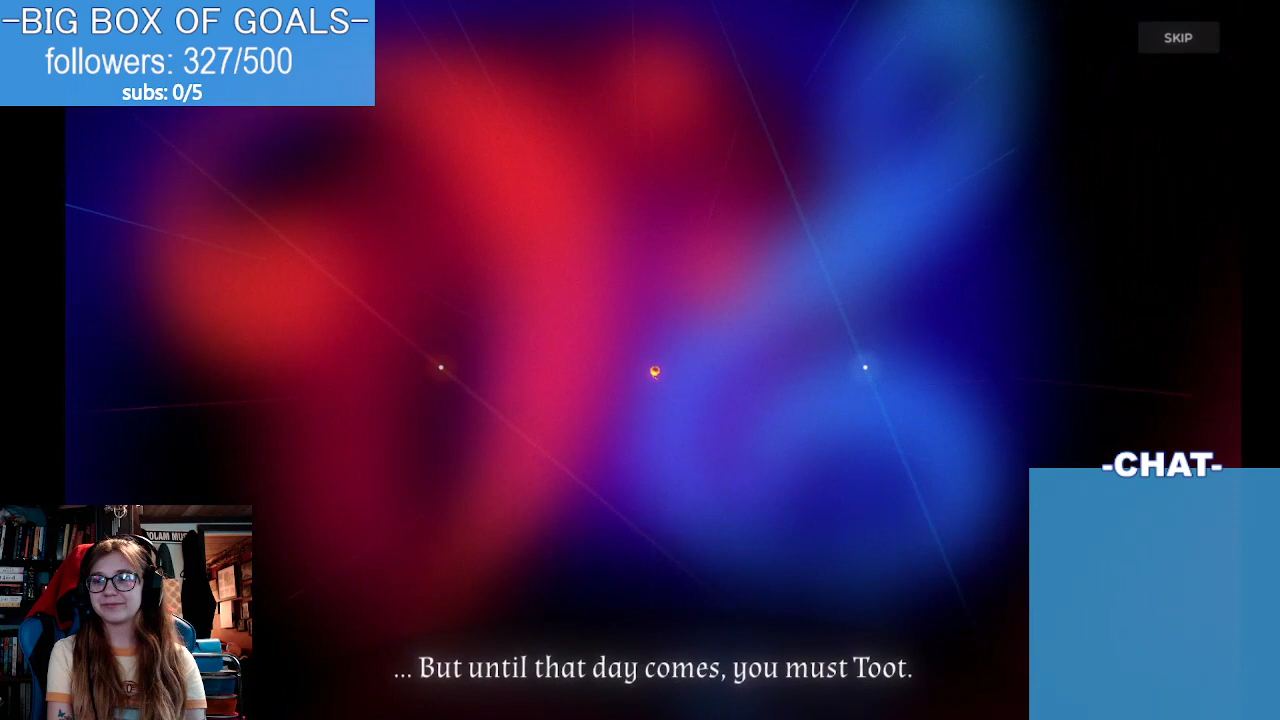 -BIG BOX OF GOALS-
followers: 327/500
subs: 0/5
SKIP
-CHAT-
... But until that day comes, you must Toot.